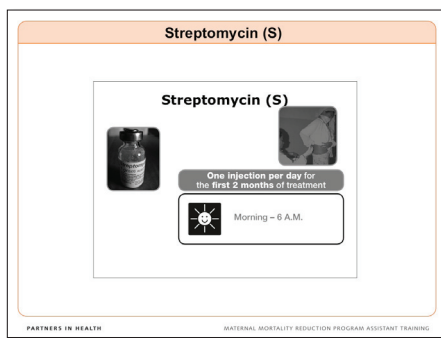 Streptomycin (S)
Streptomycin (S)
One injection per day for
the first 2 months of treatment
Morning – 6 A.M.
PARTNERS IN HEALTH
MATERNAL MORTALITY REDUCTION PROGRAM ASSISTANT TRAINING